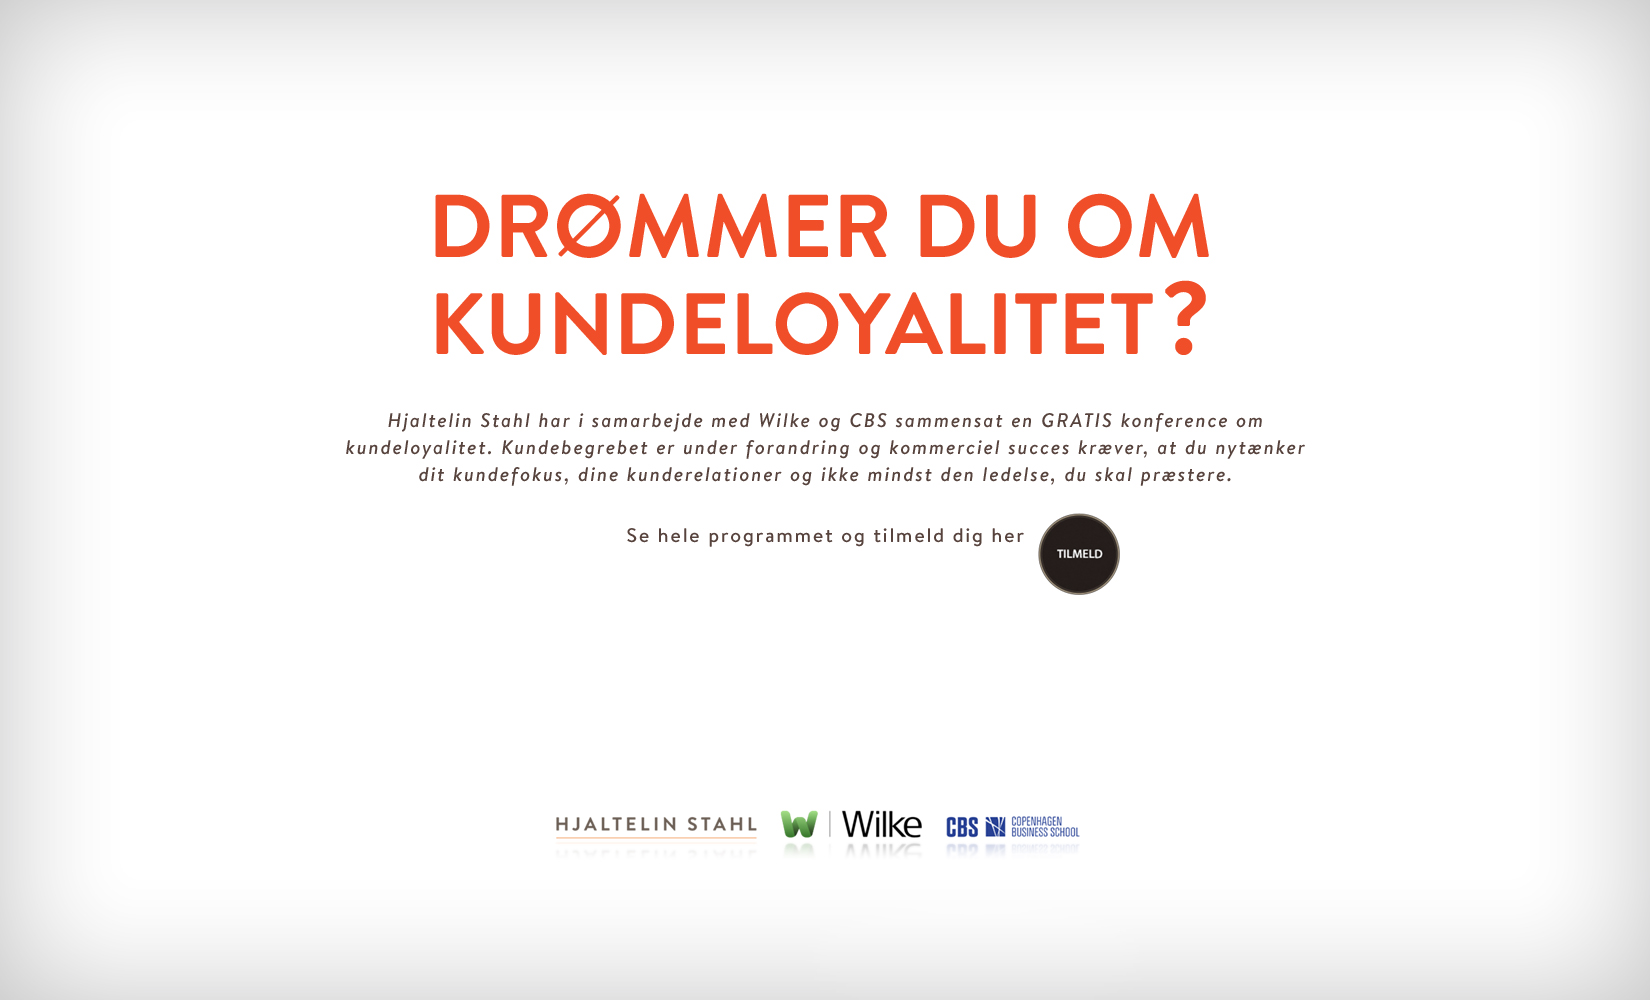 DRØMMER DU OM
KUNDELOYALITET?
Hjaltelin Stahl har i samarbejde med Wilke og CBS sammensat en GRATIS konference om
kundeloyalitet. Kundebegrebet er under forandring og kommerciel succes kræver, at du nytænker
dit kundefokus, dine kunderelationer og ikke mindst den ledelse, du skal præstere.
Se hele programmet og tilmeld dig her
TILMELD
HJALTELIN STAHL
W | Wilke
CBS COPENHAGEN
BUSINESS SCHOOL